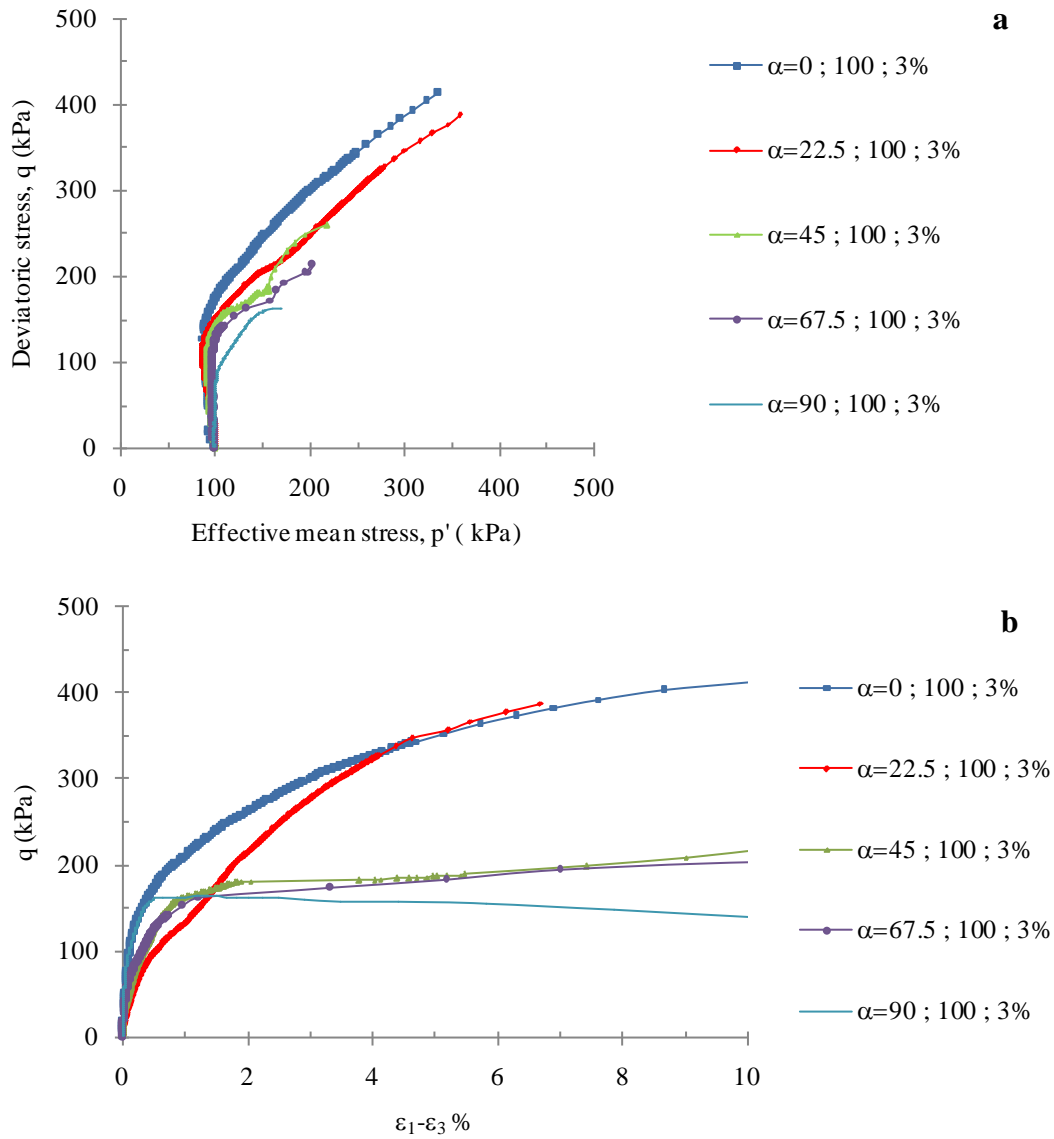 a
500
400
300
200
100
0
Deviatoric stress, q (kPa)
0 100 200 300 400 500
Effective mean stress, p' ( kPa)
α=0 ; 100 ; 3%
α=22.5 ; 100 ; 3%
α=45 ; 100 ; 3%
α=67.5 ; 100 ; 3%
α=90 ; 100 ; 3%
b
500
400
300
200
100
0
q (kPa)
0 2 4 6 8 10
ε1-ε3 %
α=0 ; 100 ; 3%
α=22.5 ; 100 ; 3%
α=45 ; 100 ; 3%
α=67.5 ; 100 ; 3%
α=90 ; 100 ; 3%